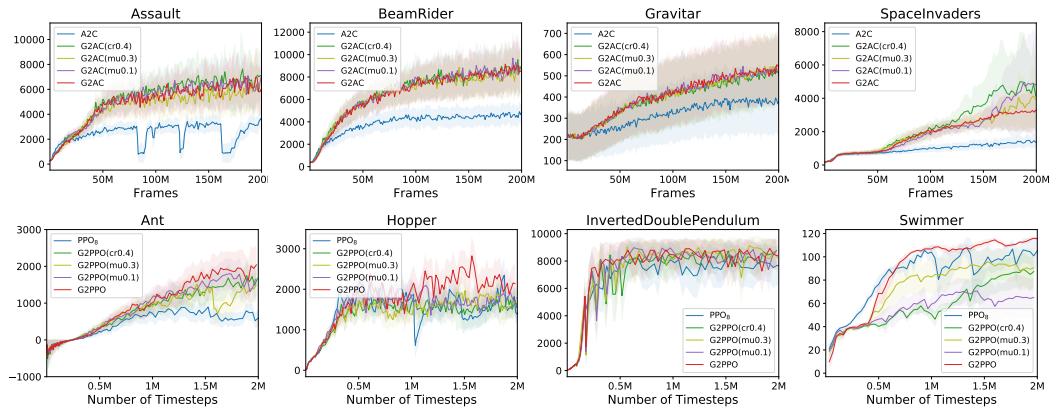 Assault
10000
8000
6000
4000
2000
0
A2C
G2AC(cr0.4)
G2AC(mu0.3)
G2AC(mu0.1)
G2AC
50M 100M 150M 200
Frames
BeamRider
12000
10000
8000
6000
4000
2000
0
A2C
G2AC(cr0.4)
G2AC(mu0.3)
G2AC(mu0.1)
G2AC
50M 100M 150M 200M
Frames
Gravitar
700
600
500
400
300
200
100
A2C
G2AC(cr0.4)
G2AC(mu0.3)
G2AC(mu0.1)
G2AC
50M 100M 150M 200M
Frames
SpaceInvaders
8000
6000
4000
2000
0
A2C
G2AC(cr0.4)
G2AC(mu0.3)
G2AC(mu0.1)
G2AC
50M 100M 150M 200M
Frames
Ant
3000
2000
1000
0
−1000
PPO8
G2PPO(cr0.4)
G2PPO(mu0.3)
G2PPO(mu0.1)
G2PPO
0.5M 1M 1.5M 2M
Number of Timesteps
Hopper
3000
2000
1000
0
PPO8
G2PPO(cr0.4)
G2PPO(mu0.3)
G2PPO(mu0.1)
G2PPO
0.5M 1M 1.5M 2M
Number of Timesteps
InvertedDoublePendulum
10000
8000
6000
4000
2000
0
PPO8
G2PPO(cr0.4)
G2PPO(mu0.3)
G2PPO(mu0.1)
G2PPO
0.5M 1M 1.5M 2M
Number of Timesteps
Swimmer
120
100
80
60
40
20
0
PPO8
G2PPO(cr0.4)
G2PPO(mu0.3)
G2PPO(mu0.1)
G2PPO
0.5M 1M 1.5M 2M
Number of Timesteps